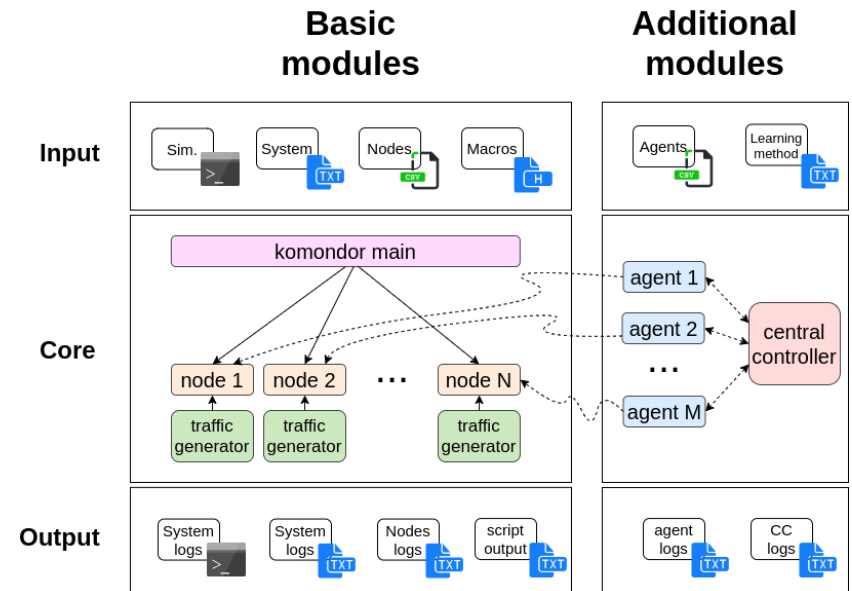 Basic
modules
Additional
modules
Input
Sim.
>_
System
TXT
Nodes
CSV
Macros
H
Agents
CSV
Learning
method
TXT
Core
komondor main
node 1
node 2
...
node N
traffic
generator
traffic
generator
traffic
generator
agent 1
agent 2
...
agent M
central
controller
Output
System
logs
>_
System
logs
TXT
Nodes
logs
TXT
script
output
TXT
agent
logs
TXT
CC
logs
TXT